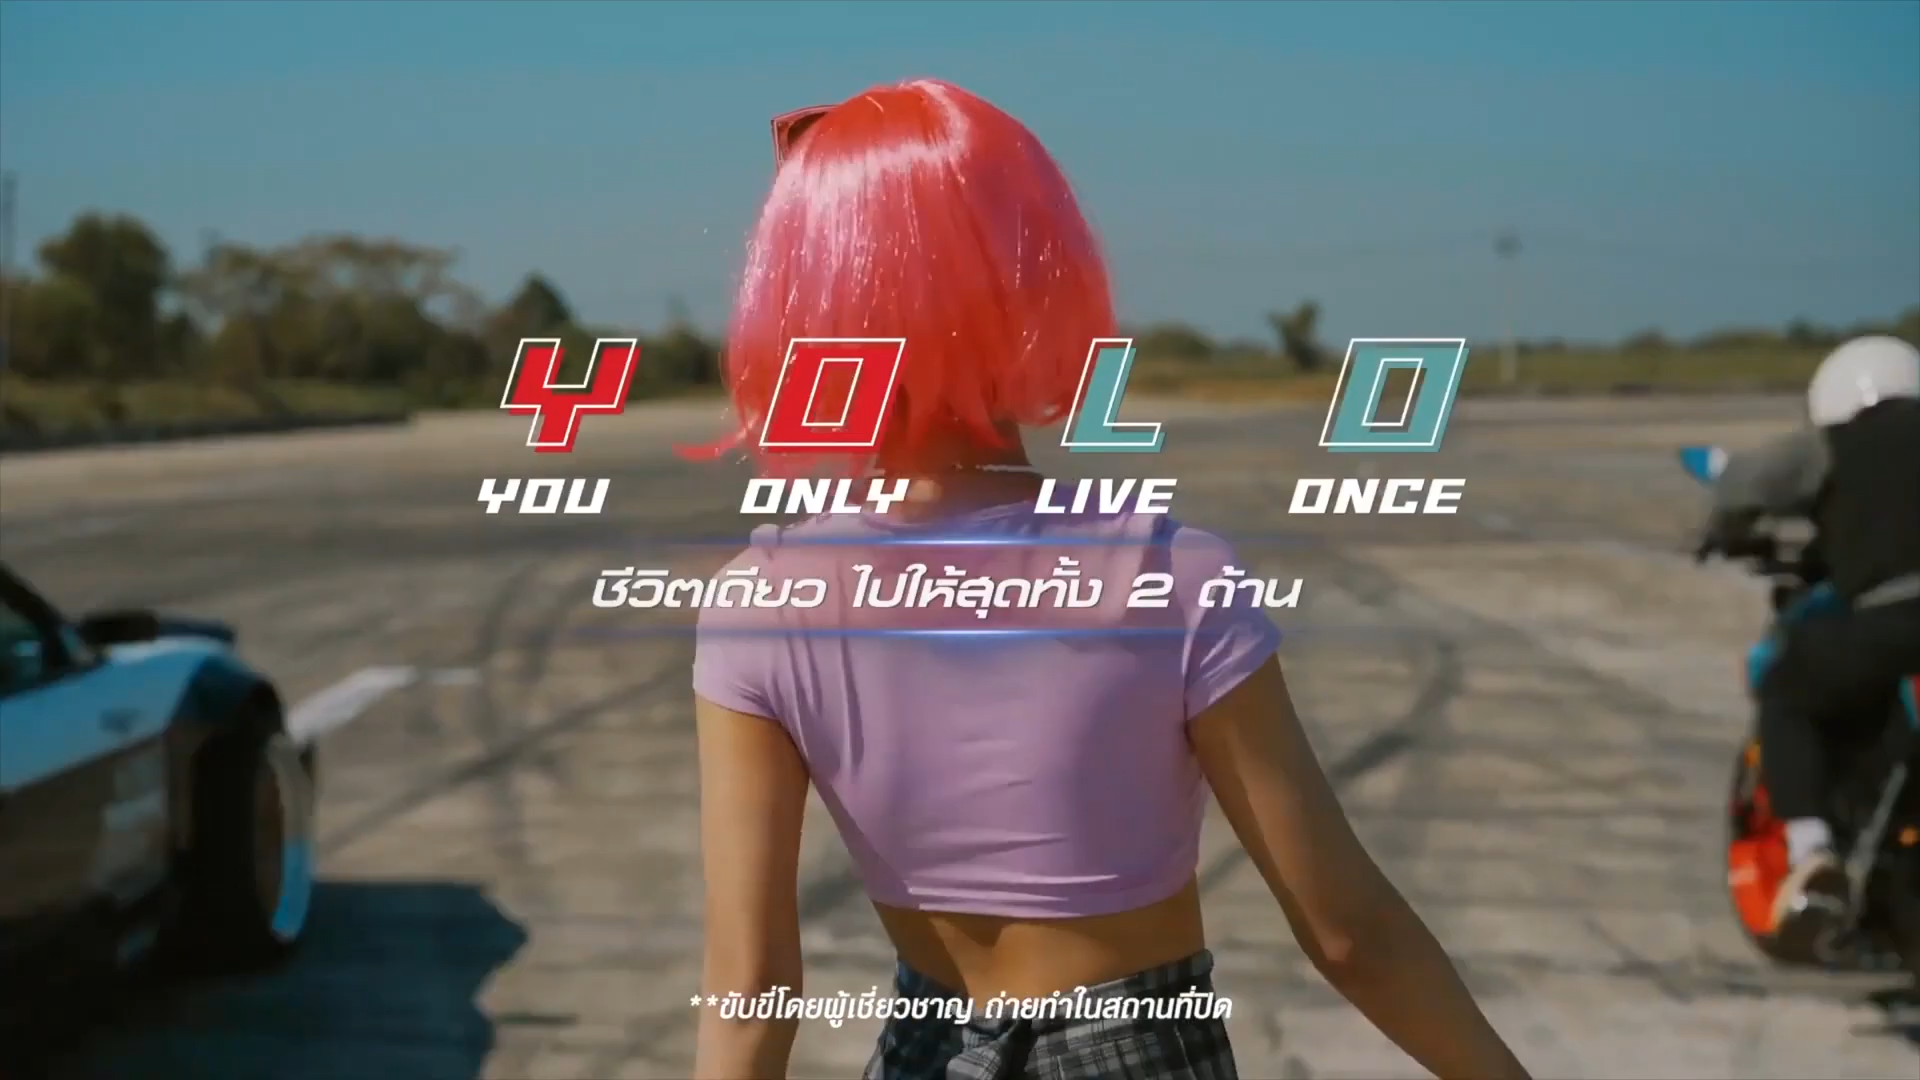 Y O L O
YOU ONLY LIVE ONCE
ชีวิตเดียว ไปให้สุดทั้ง 2 ด้าน
**ขับขี่โดยผู้เชี่ยวชาญ ถ่ายทำในสถานที่ปิด